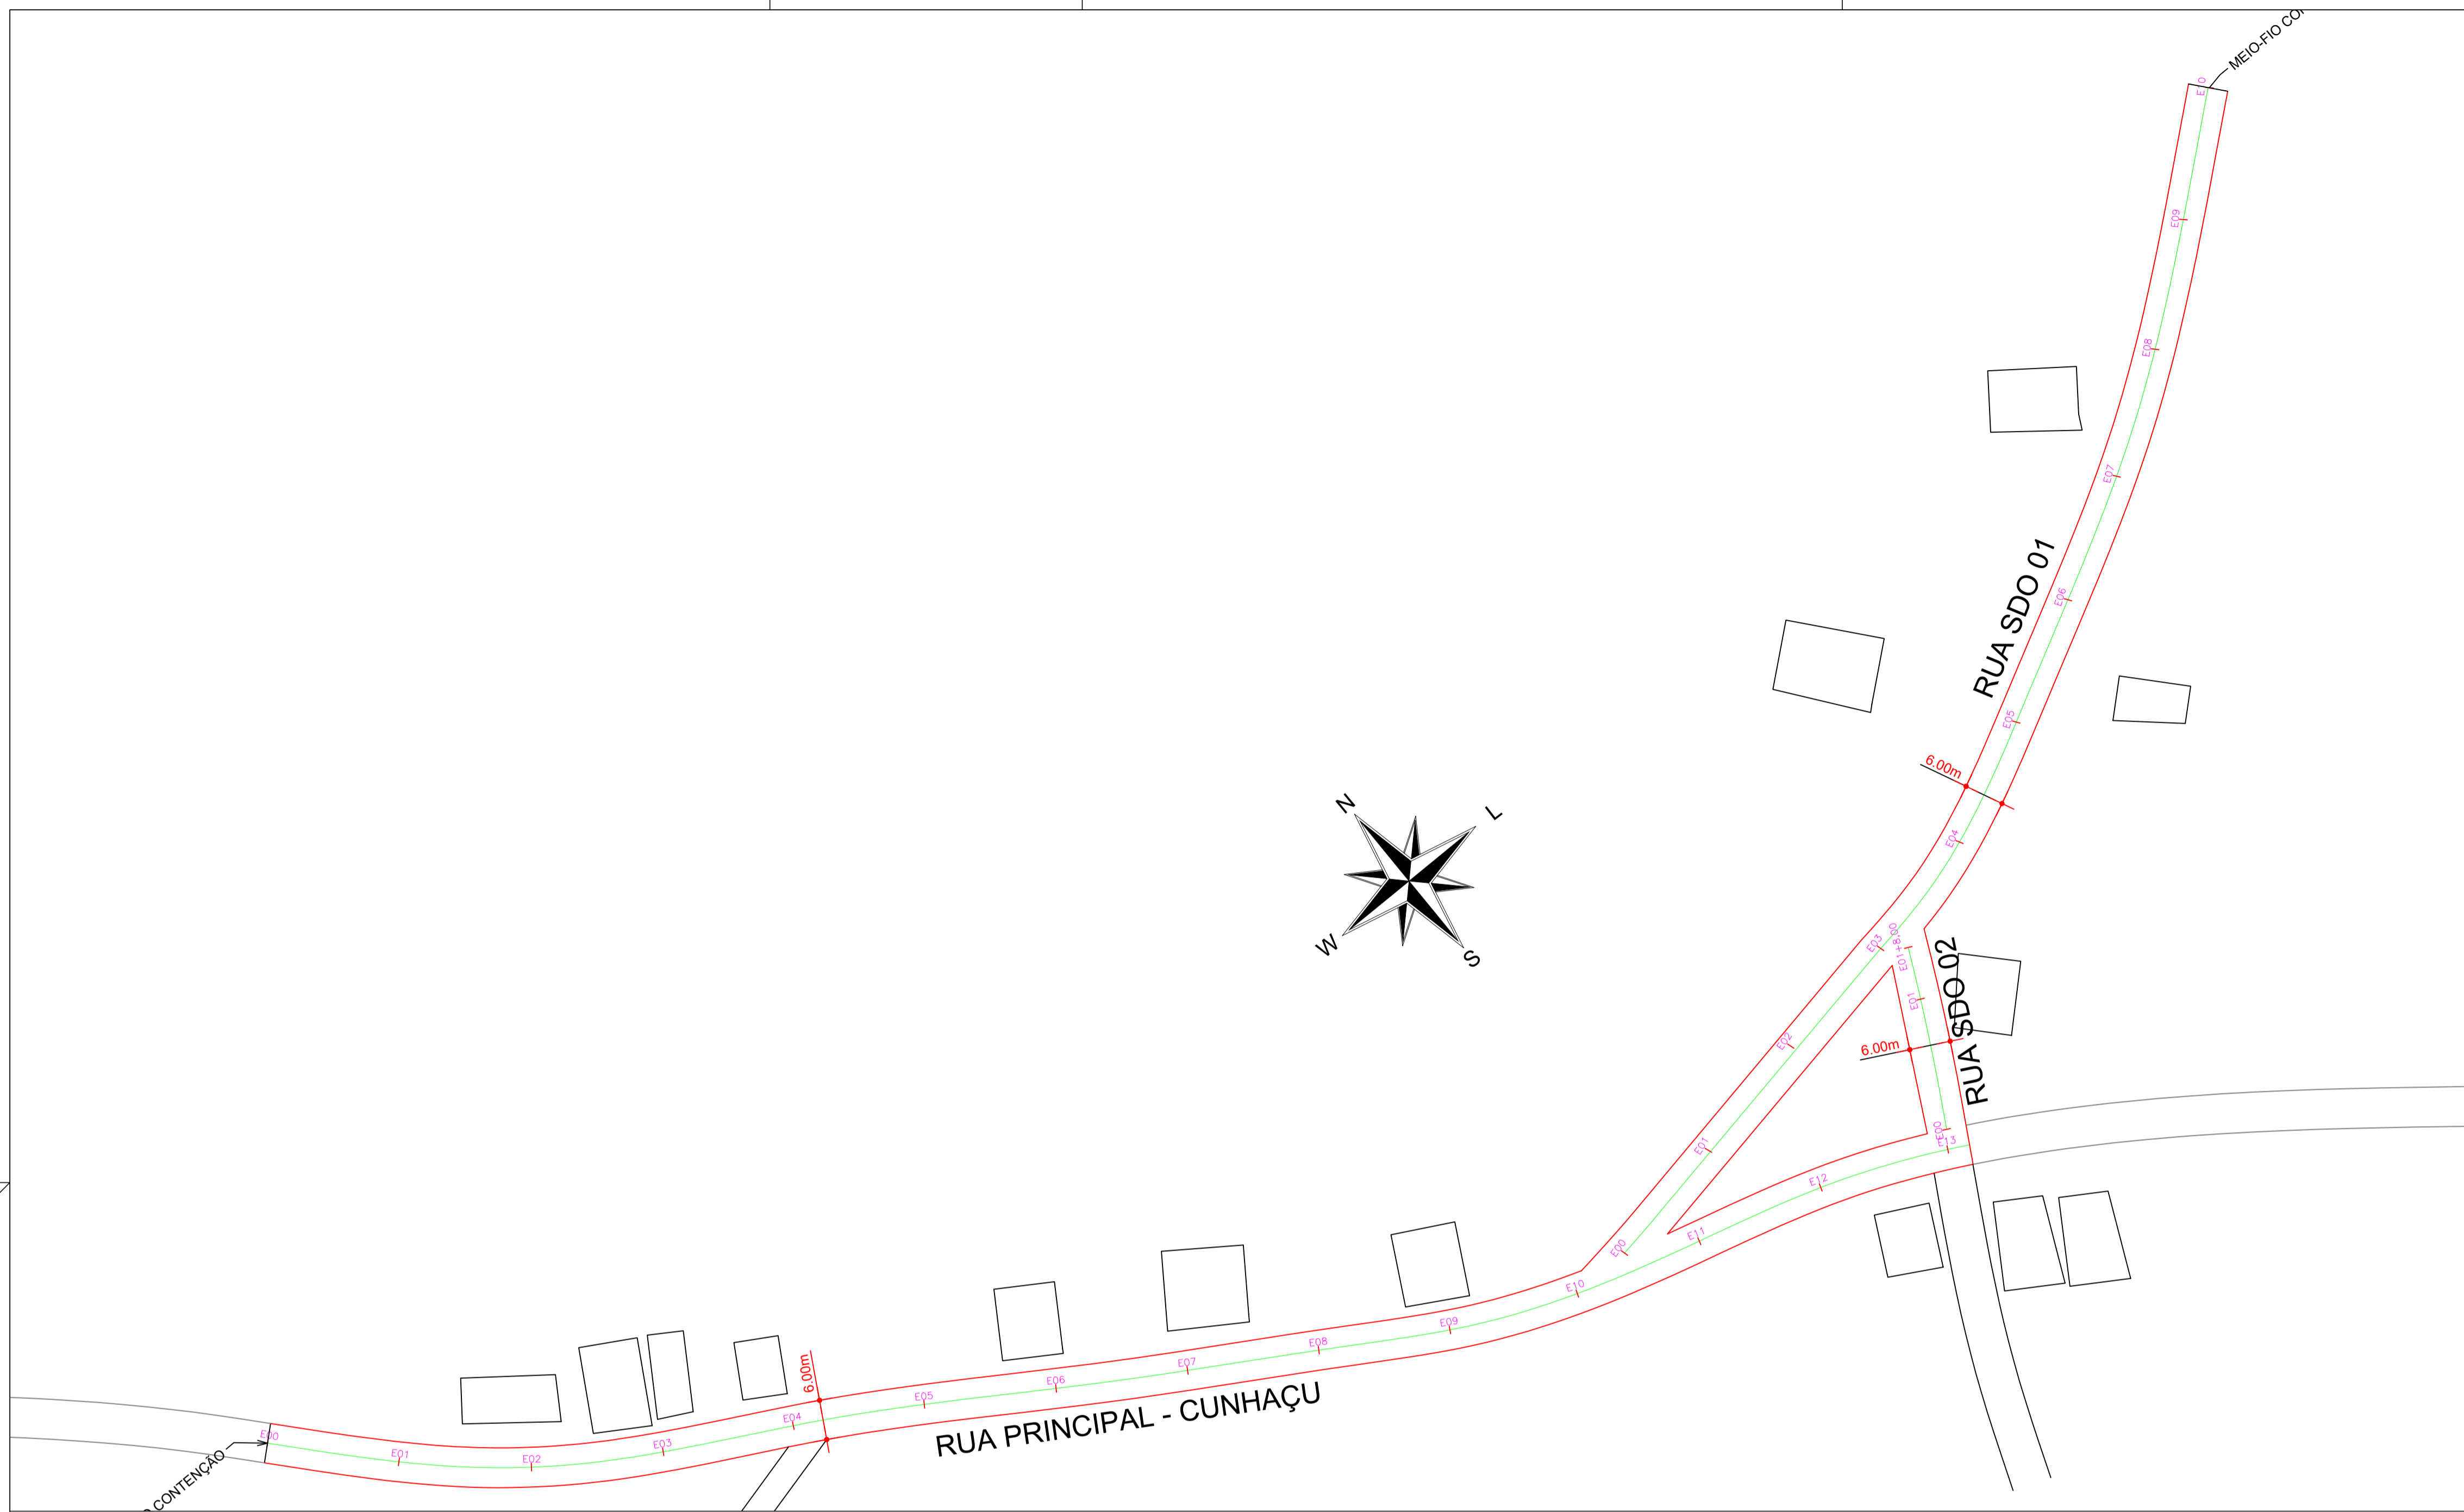 MEIO-FIO
E10
E09
E08
E07
RUA SDO 01
E06
E05
6.00m
E04
N
L
W
S
E03
E01+8,00
RUA SDO 02
E01
E02
6.00m
E01
E00
E13
E12
E11
E00
E10
E09
E08
E07
E06
E05
6.00m
E04
E03
E02
E01
E00
RUA PRINCIPAL - CUNHAÇU
CONTENÇÃO